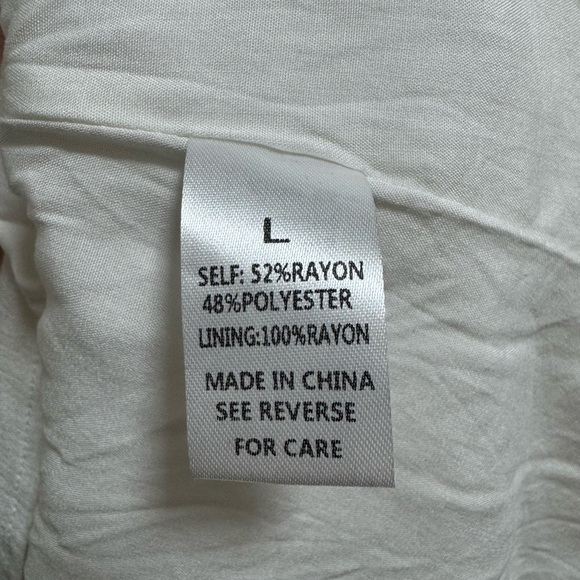 L
SELF: 52%RAYON
48%POLYESTER
LINING:100%RAYON
MADE IN CHINA
SEE REVERSE
FOR CARE